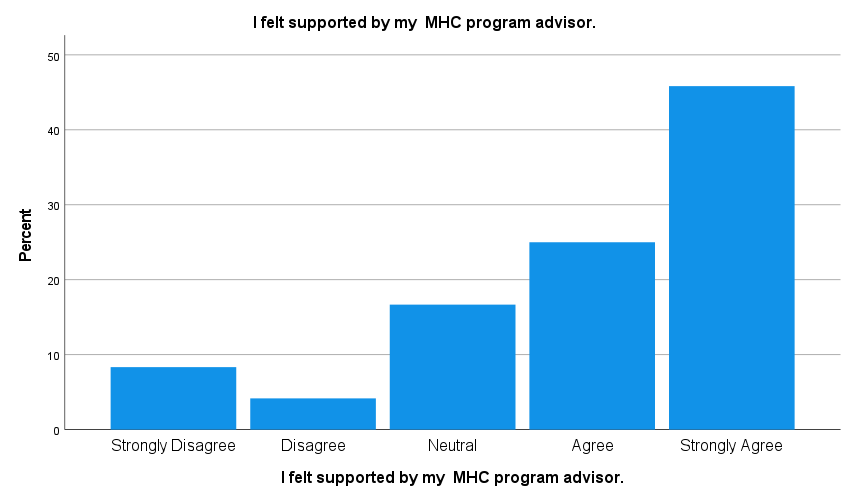 I felt supported by my  MHC program advisor.
50
40
30
20
10
0
Percent
Strongly Disagree
Disagree
Neutral
Agree
Strongly Agree
I felt supported by my  MHC program advisor.